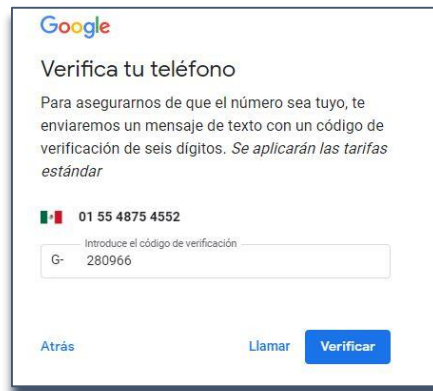 Google
Verifica tu teléfono
Para asegurarnos de que el número sea tuyo, te
enviaremos un mensaje de texto con un código de
verificación de seis dígitos. Se aplicarán las tarifas
estándar
01 55 4875 4552
Introduce el código de verificación
G- 280966
Atrás Llamar Verificar